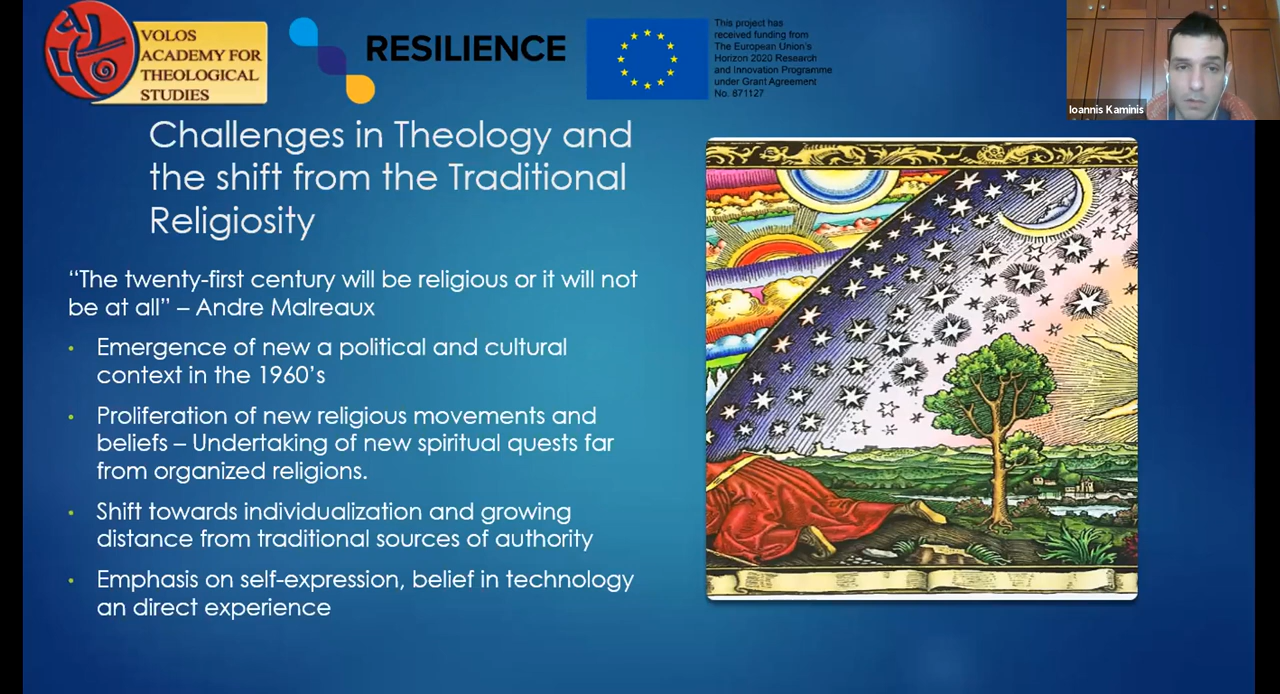 VOLOS
ACADEMY FOR
THEOLOGICAL
STUDIES
RESILIENCE
This project has
received funding from
The European Union's
Horizon 2020 Research
and Innovation Programme
under Grant Agreement
No. 871127
Ioannis Kaminis
Challenges in Theology and
the shift from the Traditional
Religiosity
“The twenty-first century will be religious or it will not
be at all” – Andre Malreaux
• Emergence of new a political and cultural
context in the 1960’s
• Proliferation of new religious movements and
beliefs – Undertaking of new spiritual quests far
from organized religions.
• Shift towards individualization and growing
distance from traditional sources of authority
• Emphasis on self-expression, belief in technology
an direct experience